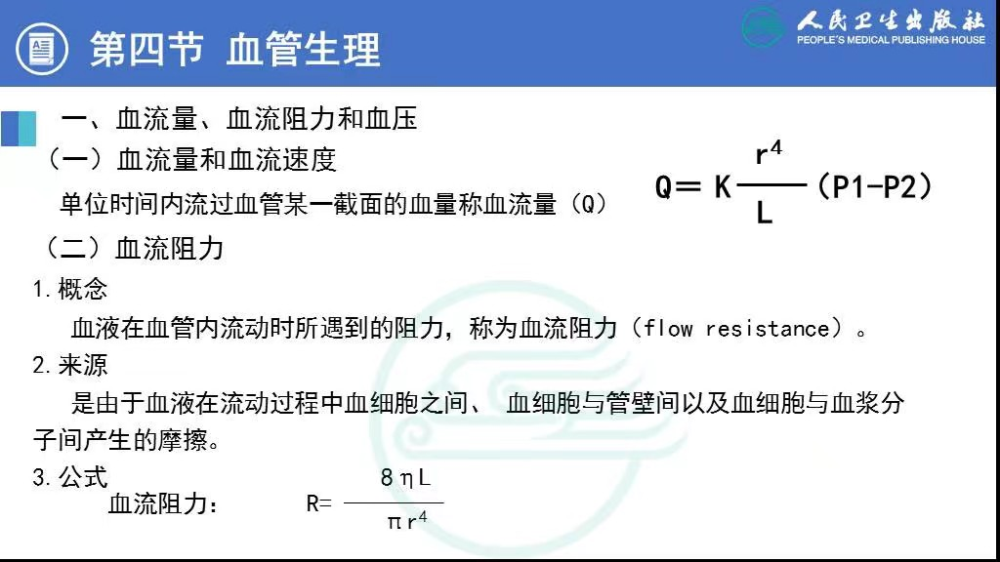 第四节 血管生理
人民卫生出版社
PEOPLE'S MEDICAL PUBLISHING HOUSE
一、血流量、血流阻力和血压
（一）血流量和血流速度
单位时间内流过血管某一截面的血量称血流量（Q）
Q＝ K r⁴/L （P1-P2）
（二）血流阻力
1.概念
血液在血管内流动时所遇到的阻力，称为血流阻力（flow resistance）。
2.来源
是由于血液在流动过程中血细胞之间、 血细胞与管壁间以及血细胞与血浆分
子间产生的摩擦。
3.公式
血流阻力： R= 8ηL/πr⁴